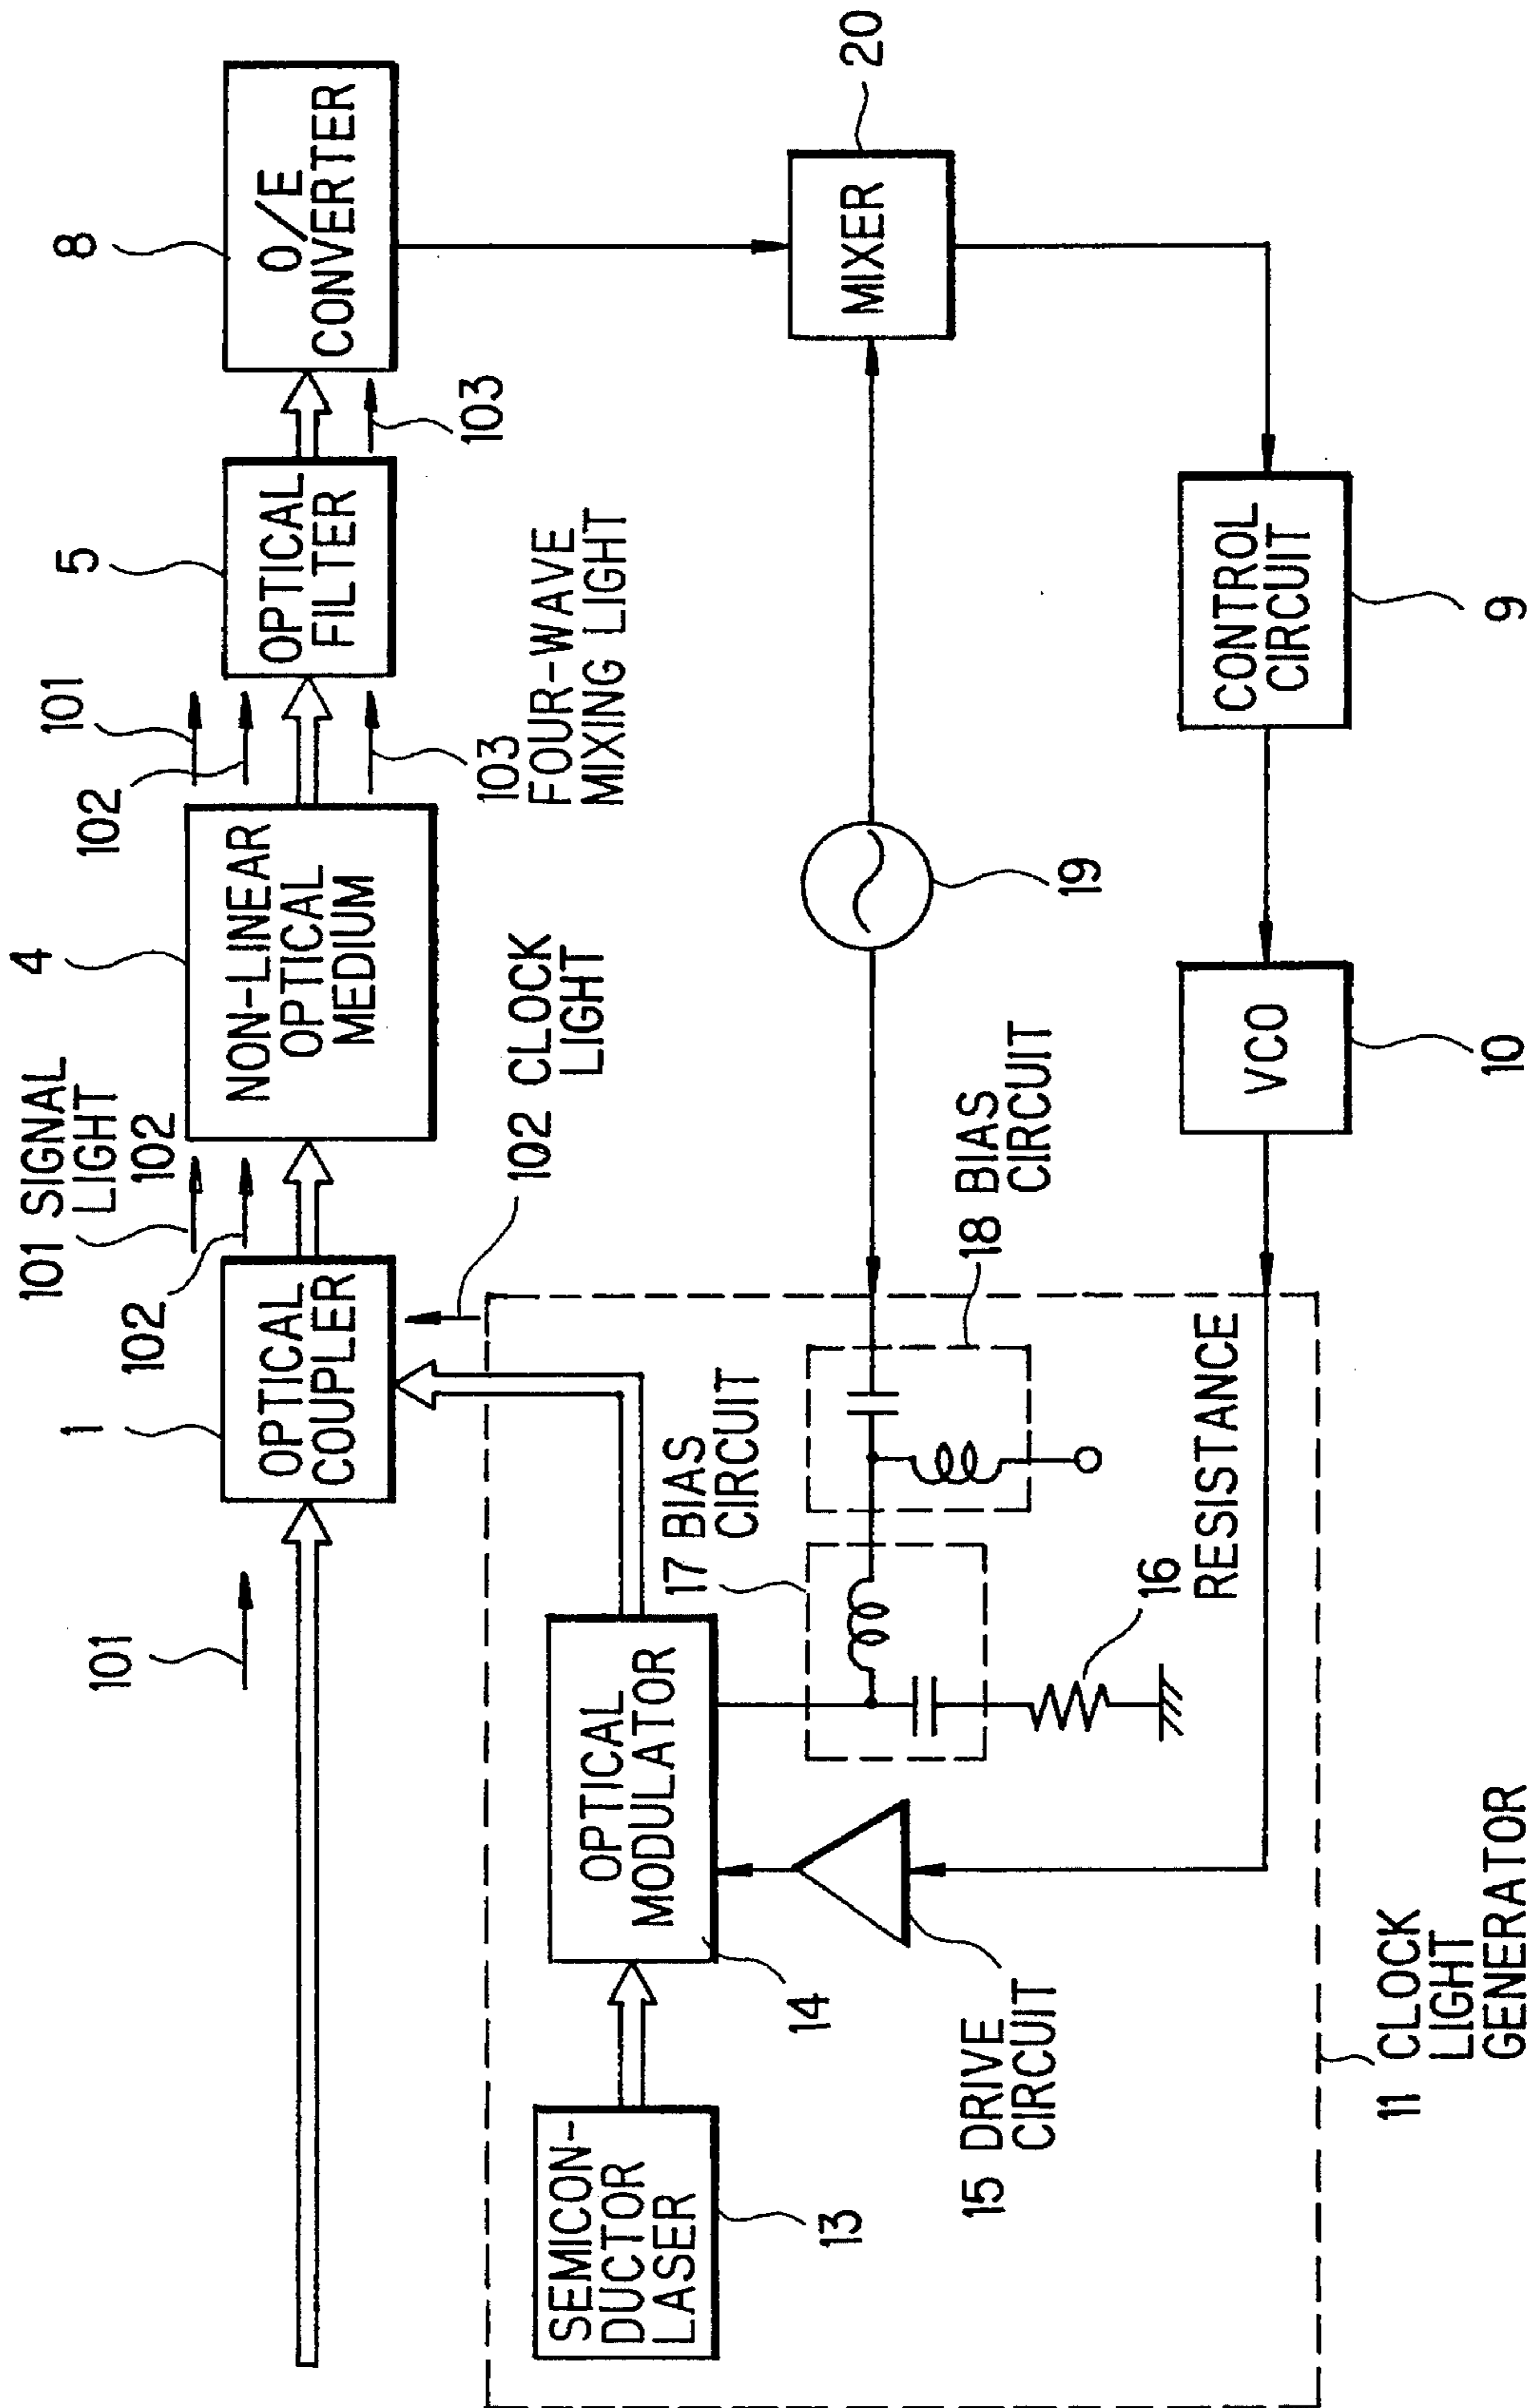 101
1
OPTICAL
COUPLER
101 SIGNAL
LIGHT
102
102
4
NON-LINEAR
OPTICAL
MEDIUM
101
102
103
FOUR-WAVE
MIXING LIGHT
5
OPTICAL
FILTER
103
8
O/E
CONVERTER
102 CLOCK
LIGHT
SEMICON-
DUCTOR
LASER
13
OPTICAL
MODULATOR
14
15 DRIVE
CIRCUIT
17 BIAS
CIRCUIT
18 BIAS
CIRCUIT
16
RESISTANCE
19
MIXER
20
VCO
10
CONTROL
CIRCUIT
9
11 CLOCK
LIGHT
GENERATOR